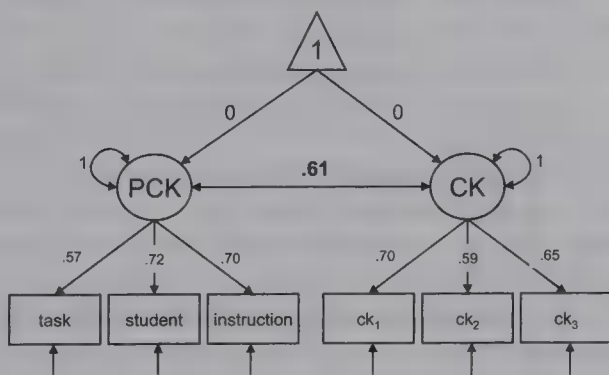 1
0 0
1 .61 1
PCK CK
.57 .72 .70 .70 .59 .65
task student instruction ck₁ ck₂ ck₃